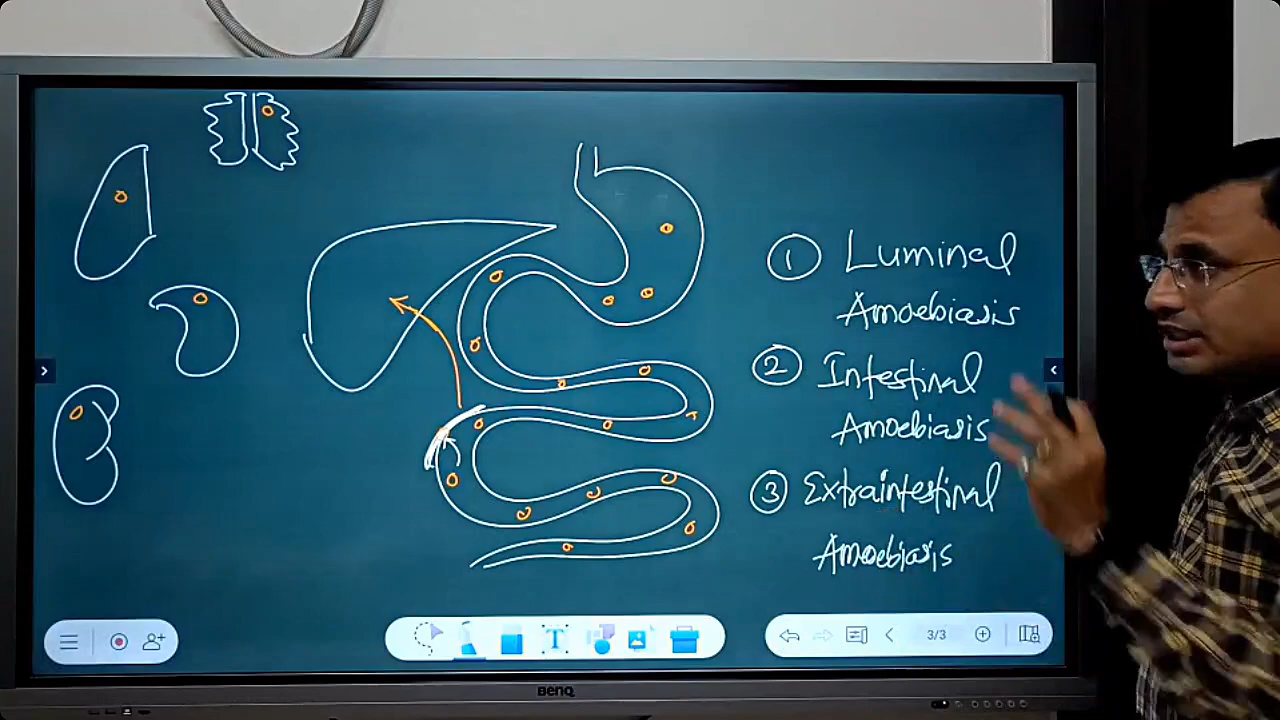 ① Luminal
Amoebiasis
② Intestinal
Amoebiasis
③ Extraintestinal
Amoebiasis
3/3
BENQ